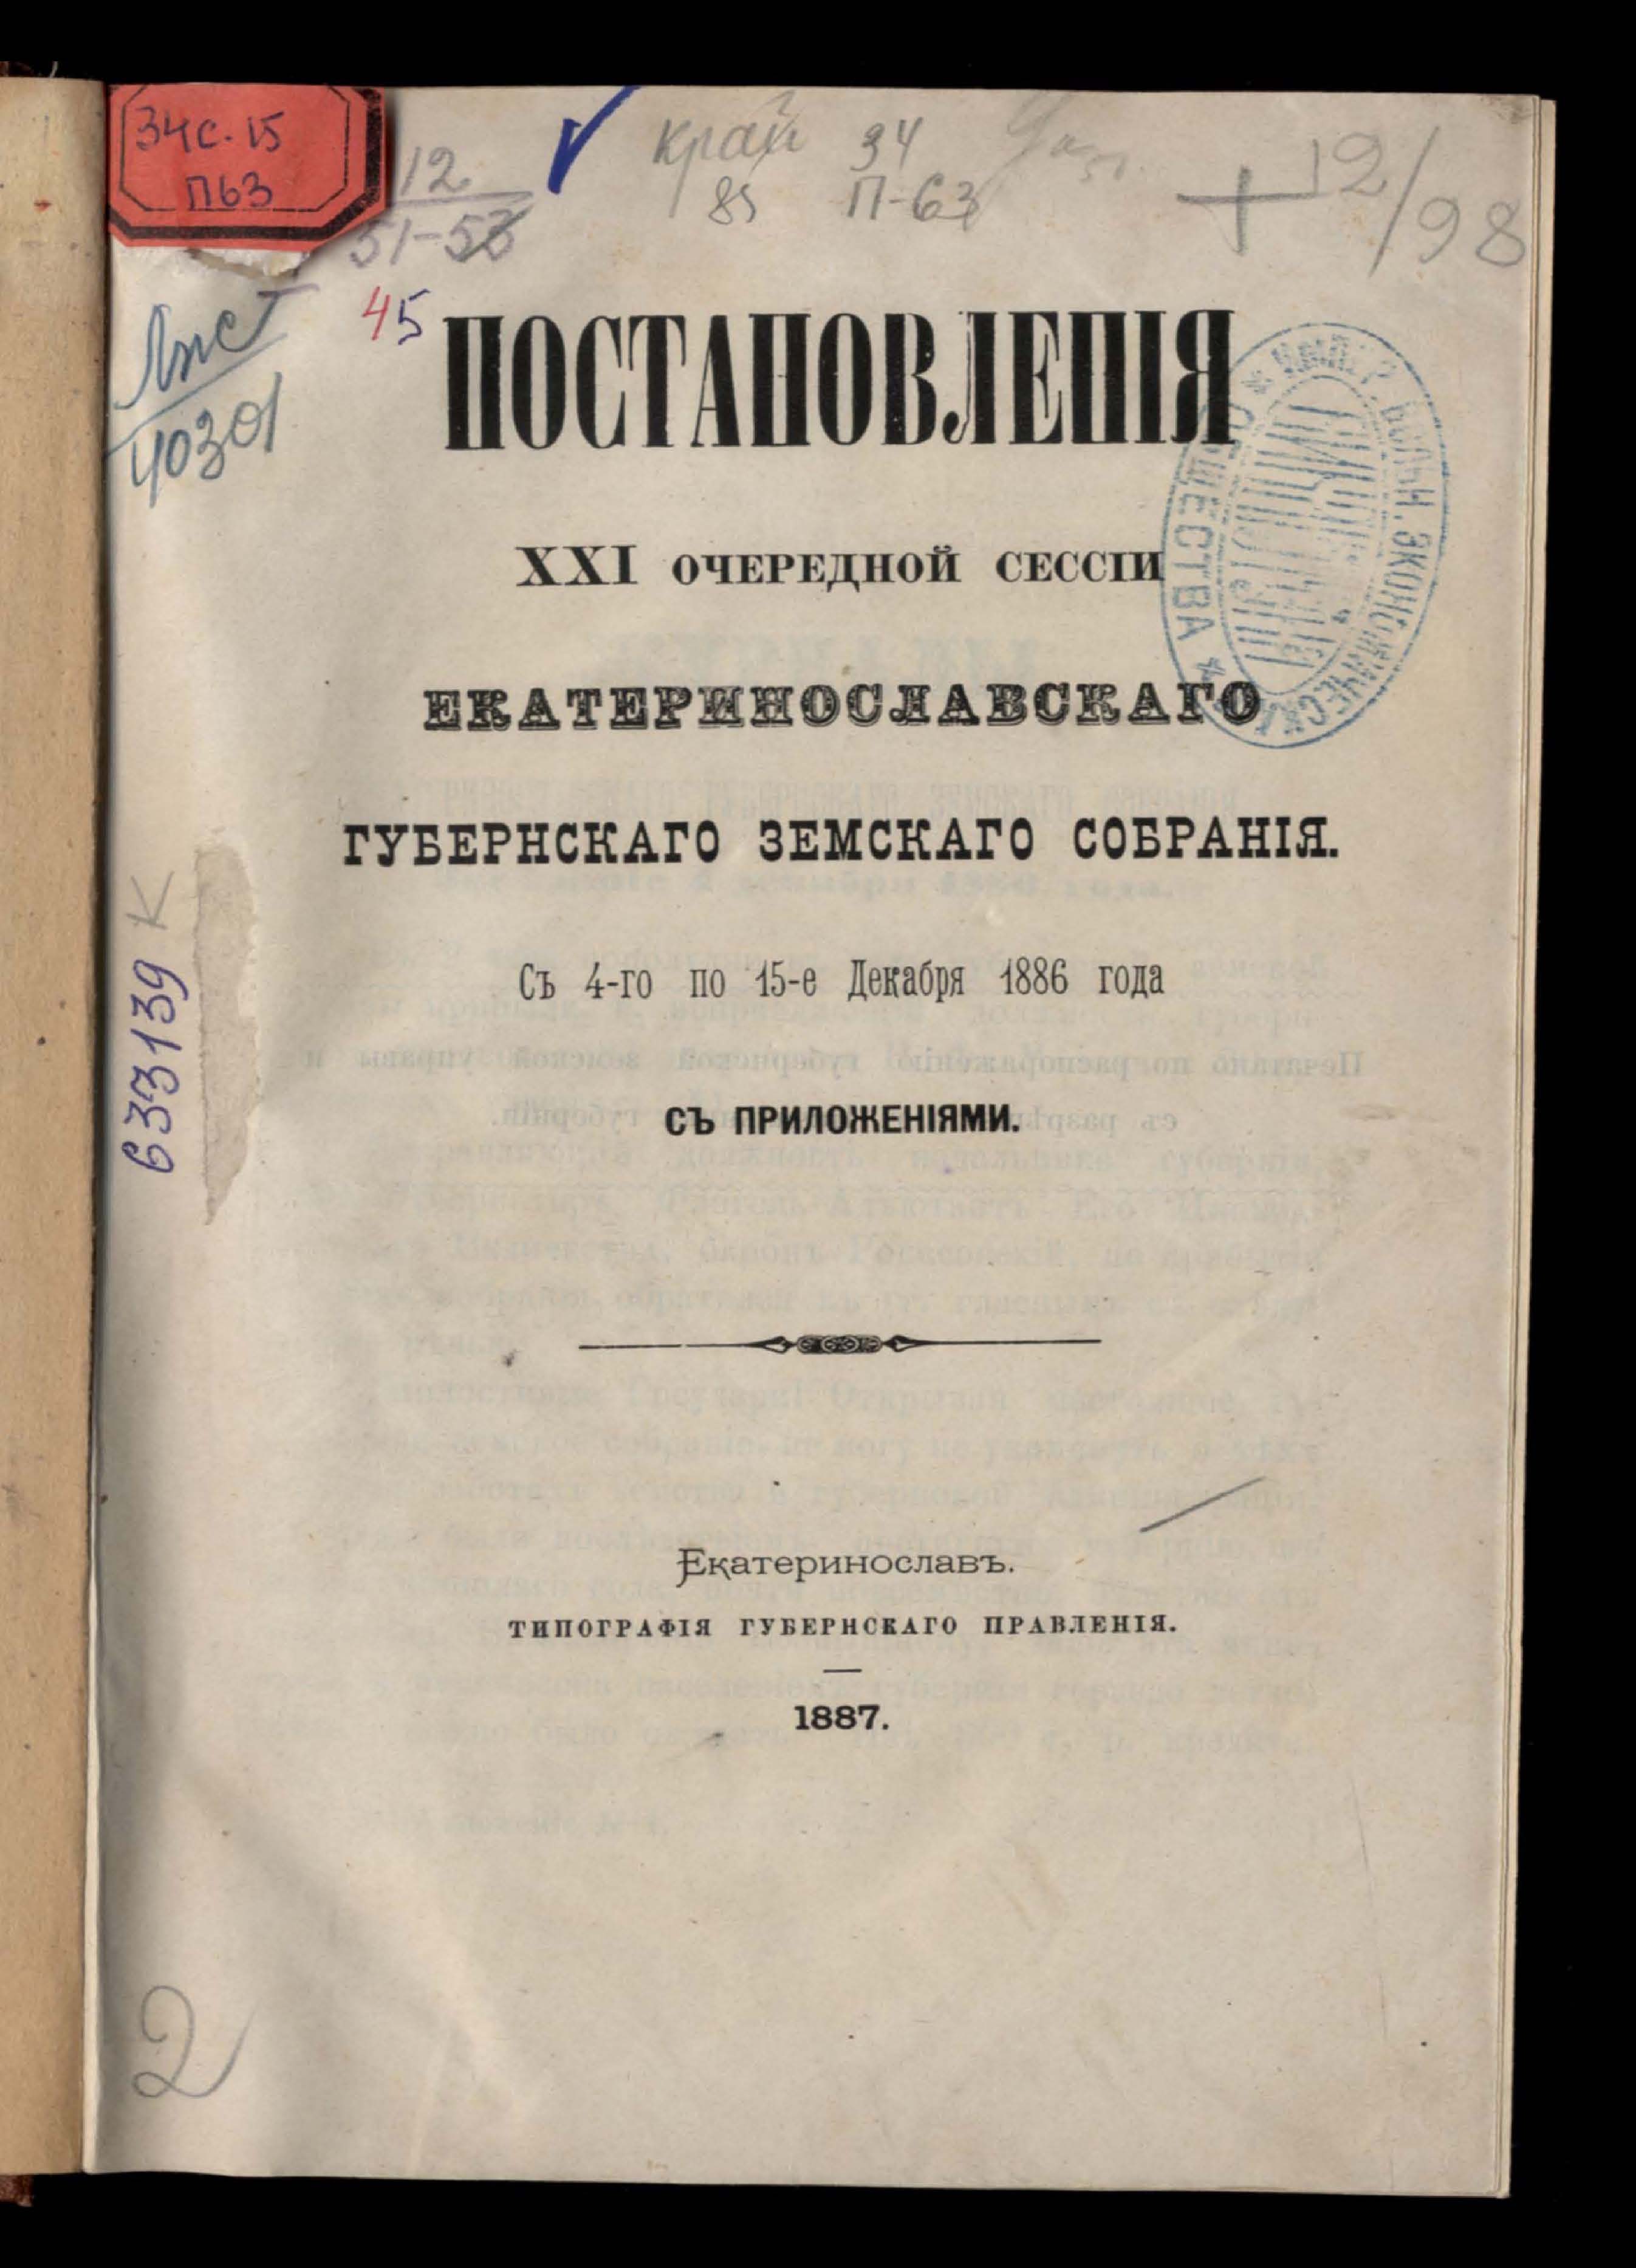 34с.15
П63
12
51-53
край 34
85 П-63
+ 12/98
45
40301
ПОСТАНОВЛЕНІЯ
XXI ОЧЕРЕДНОЙ СЕССІИ
ЕКАТЕРИНОСЛАВСКАГО
ГУБЕРНСКАГО ЗЕМСКАГО СОБРАНІЯ.
Съ 4-го по 15-е Декабря 1886 года
СЪ ПРИЛОЖЕНІЯМИ.
Екатеринославъ.
ТИПОГРАФІЯ ГУБЕРНСКАГО ПРАВЛЕНІЯ.
1887.
633139 К
2
ОБЩЕСТВА